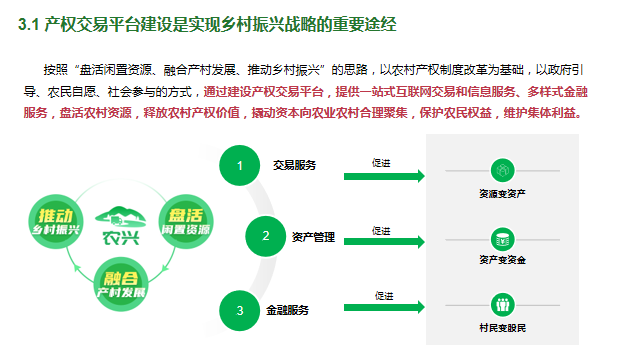 3.1 产权交易平台建设是实现乡村振兴战略的重要途经
按照“盘活闲置资源、融合产村发展、推动乡村振兴”的思路，以农村产权制度改革为基础，以政府引
导、农民自愿、社会参与的方式，通过建设产权交易平台，提供一站式互联网交易和信息服务、多样式金融
服务，盘活农村资源，释放农村产权价值，撬动资本向农业农村合理聚集，保护农民权益，维护集体利益。
推动
乡村振兴
农兴
盘活
闲置资源
融合
产村发展
1
交易服务
促进
资源变资产
2
资产管理
促进
资产变资金
3
金融服务
促进
村民变股民